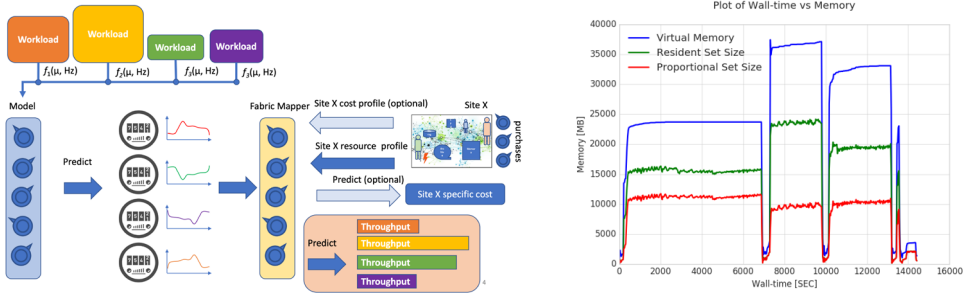 Workload
Workload
Workload
Workload
f1(μ, Hz)
f2(μ, Hz)
f3(μ, Hz)
f3(μ, Hz)
Model
Predict
Fabric Mapper
Site X cost profile (optional)
Site X
purchases
Site X resource profile
Predict (optional)
Site X specific cost
Predict
Throughput
Throughput
Throughput
Throughput
4
Plot of Wall-time vs Memory
Virtual Memory
Resident Set Size
Proportional Set Size
Memory [MB]
40000
35000
30000
25000
20000
15000
10000
5000
0
0 2000 4000 6000 8000 10000 12000 14000 16000
Wall-time [SEC]